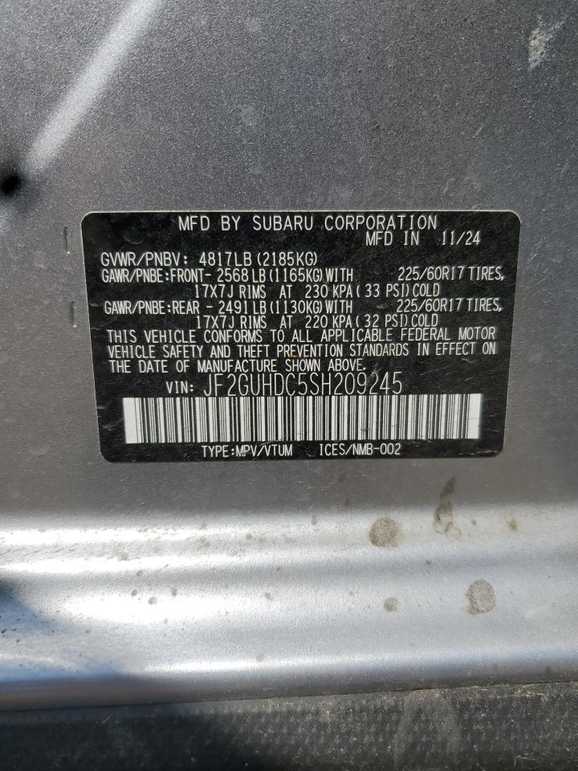 MFD BY SUBARU CORPORATION
MFD IN 11/24
GVWR/PNBV: 4817LB (2185KG)
GAWR/PNBE:FRONT- 2568 LB (1165KG) WITH 225/60R17 TIRES,
17X7J RIMS AT 230 KPA (33 PSI) COLD
GAWR/PNBE:REAR - 2491 LB (1130KG) WITH 225/60R17 TIRES,
17X7J RIMS AT 220 KPA (32 PSI) COLD
THIS VEHICLE CONFORMS TO ALL APPLICABLE FEDERAL MOTOR
VEHICLE SAFETY AND THEFT PREVENTION STANDARDS IN EFFECT ON
THE DATE OF MANUFACTURE SHOWN ABOVE.
VIN: JF2GUHDC5SH209245
TYPE:MPV/VTUM ICES/NMB-002